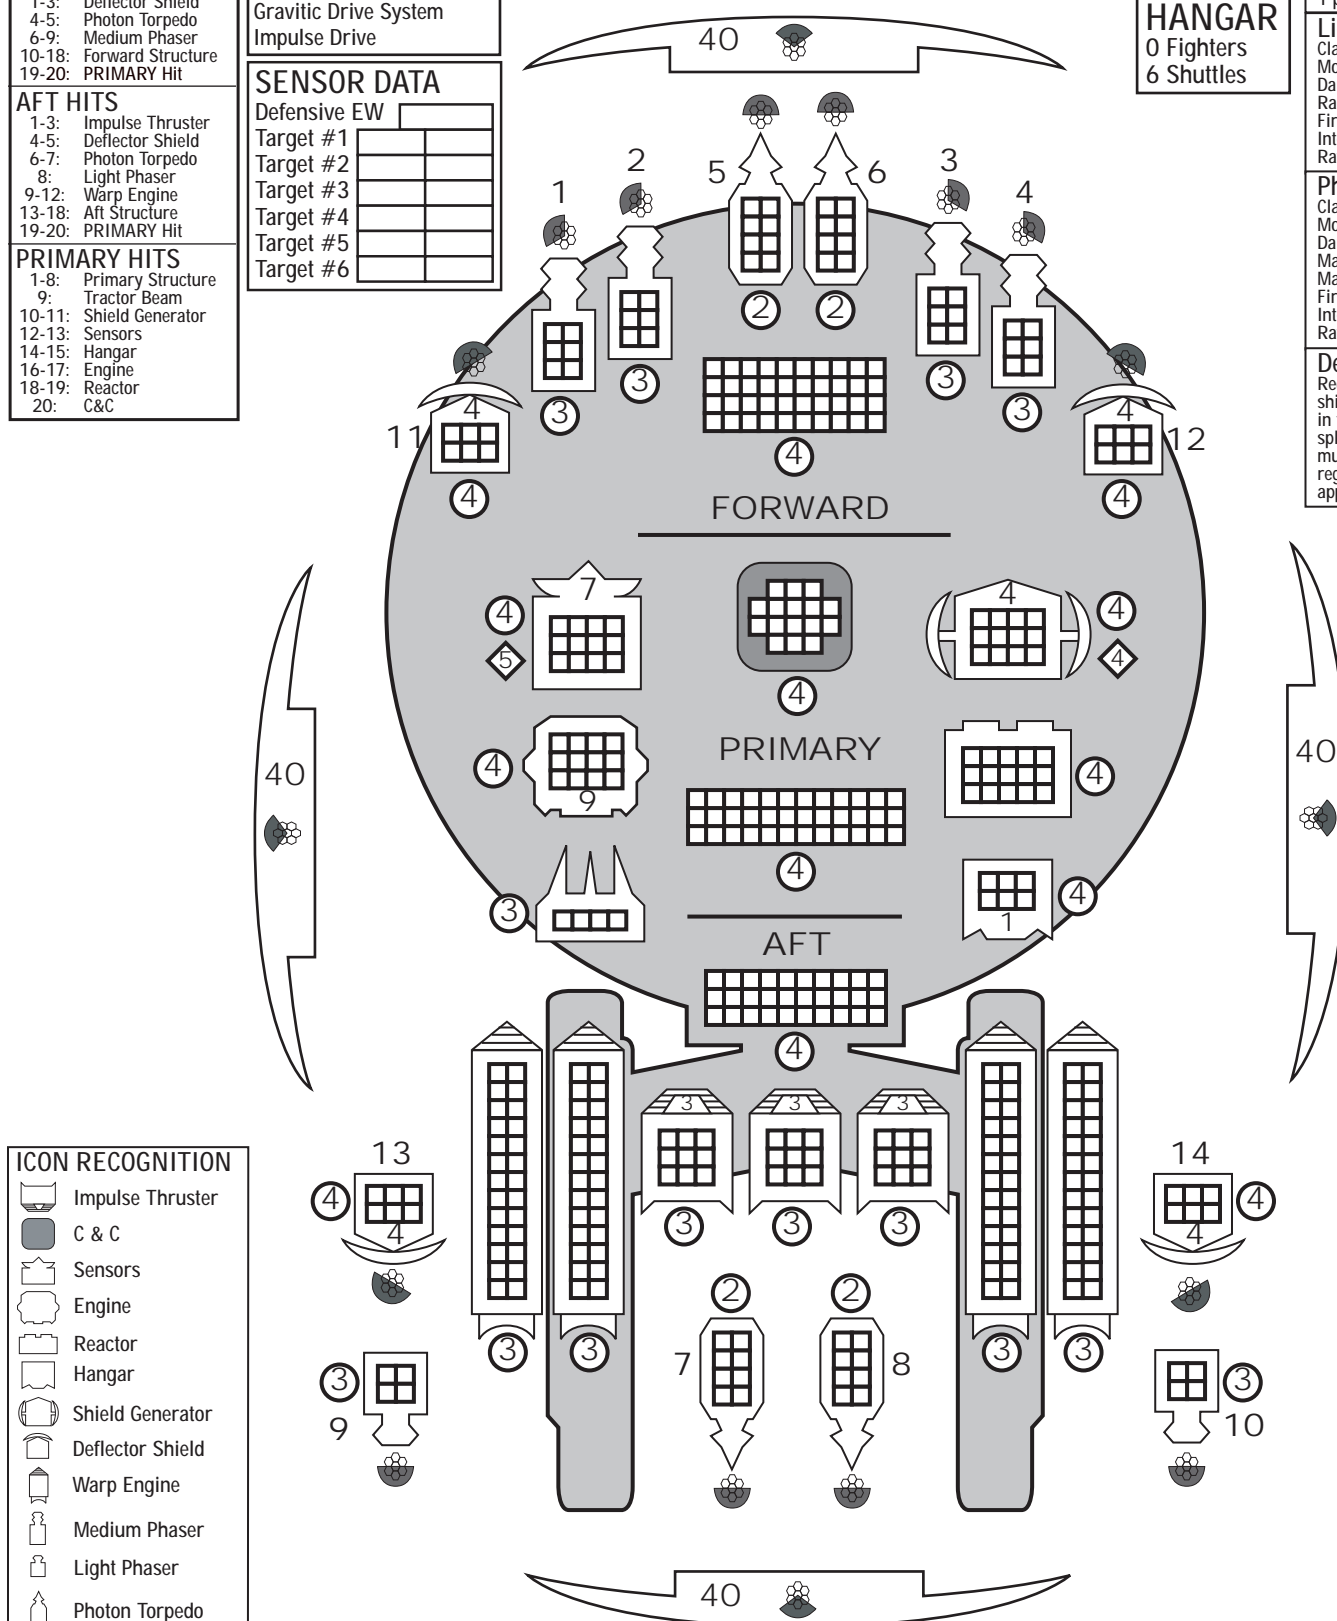 1-3: Deflector Shield
4-5: Photon Torpedo
6-9: Medium Phaser
10-18: Forward Structure
19-20: PRIMARY Hit
AFT HITS
1-3: Impulse Thruster
4-5: Deflector Shield
6-7: Photon Torpedo
8: Light Phaser
9-12: Warp Engine
13-18: Aft Structure
19-20: PRIMARY Hit
PRIMARY HITS
1-8: Primary Structure
9: Tractor Beam
10-11: Shield Generator
12-13: Sensors
14-15: Hangar
16-17: Engine
18-19: Reactor
20: C&C
Gravitic Drive System
Impulse Drive
SENSOR DATA
Defensive EW
Target #1
Target #2
Target #3
Target #4
Target #5
Target #6
HANGAR
0 Fighters
6 Shuttles
40
1 2 5 6 3 4
2 2
3 3 3 3
11 4 4 12
4 4 4
FORWARD
7 4
4 4
5 4
4
PRIMARY
4 9 4
40 40
4
3 4
1
AFT
4
3 3 3
13 14
4 4 4 4
3 3 3
3 3 3 3
2 2
7 8
3 3
9 10
40
ICON RECOGNITION
Impulse Thruster
C & C
Sensors
Engine
Reactor
Hangar
Shield Generator
Deflector Shield
Warp Engine
Medium Phaser
Light Phaser
Photon Torpedo